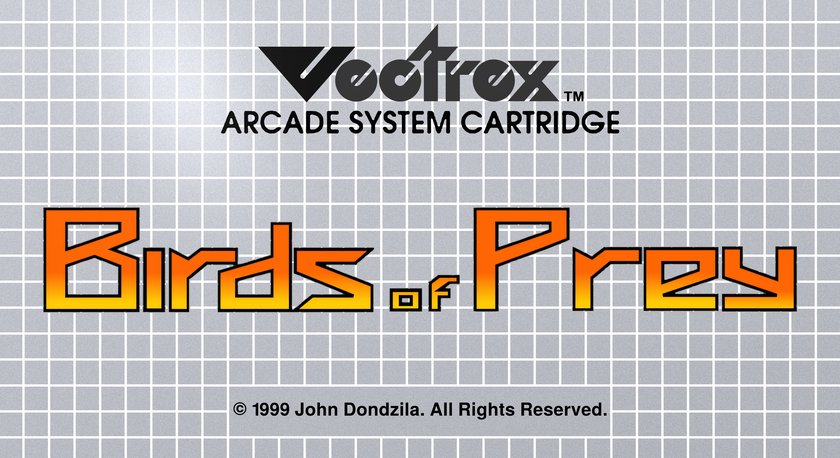 Vectrex™
ARCADE SYSTEM CARTRIDGE
Birds of Prey
© 1999 John Dondzila. All Rights Reserved.